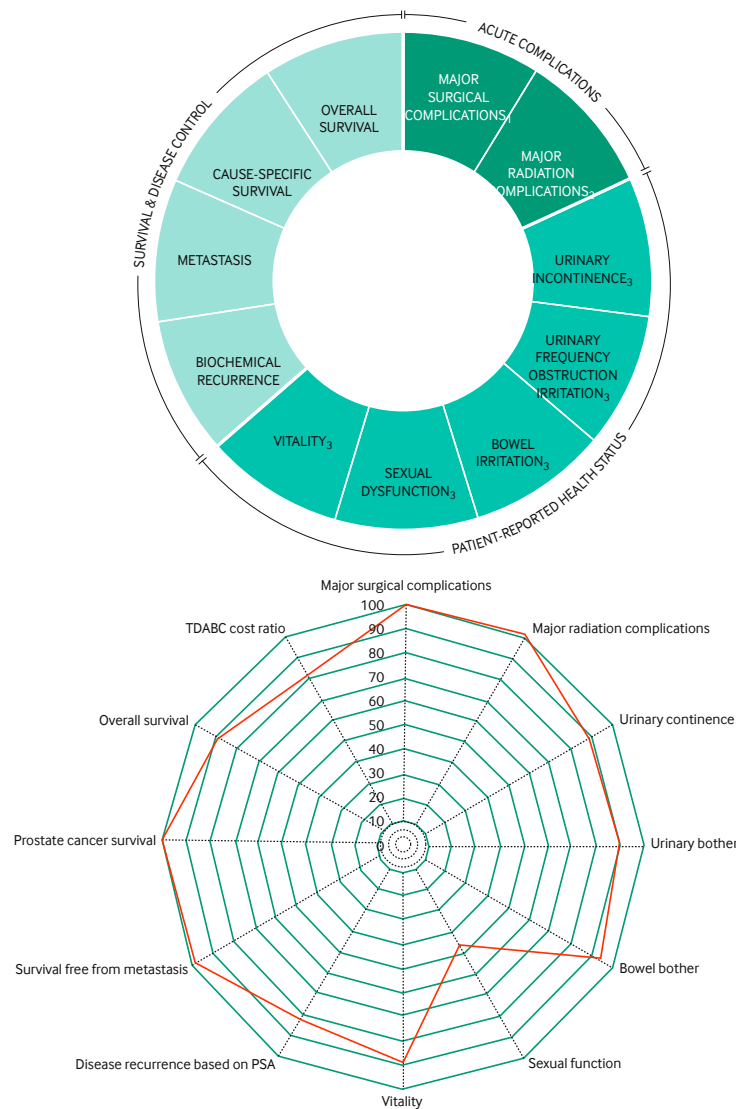 ACUTE COMPLICATIONS
SURVIVAL & DISEASE CONTROL
PATIENT-REPORTED HEALTH STATUS
MAJOR
SURGICAL
COMPLICATIONS1
MAJOR
RADIATION
COMPLICATIONS2
URINARY
INCONTINENCE3
URINARY
FREQUENCY
OBSTRUCTION
IRRITATION3
BOWEL
IRRITATION3
SEXUAL
DYSFUNCTION3
VITALITY3
BIOCHEMICAL
RECURRENCE
METASTASIS
CAUSE-SPECIFIC
SURVIVAL
OVERALL
SURVIVAL
Major surgical complications
100
90
80
70
60
50
40
30
20
10
0
Major radiation complications
Urinary continence
Urinary bother
Bowel bother
Sexual function
Vitality
Disease recurrence based on PSA
Survival free from metastasis
Prostate cancer survival
Overall survival
TDABC cost ratio